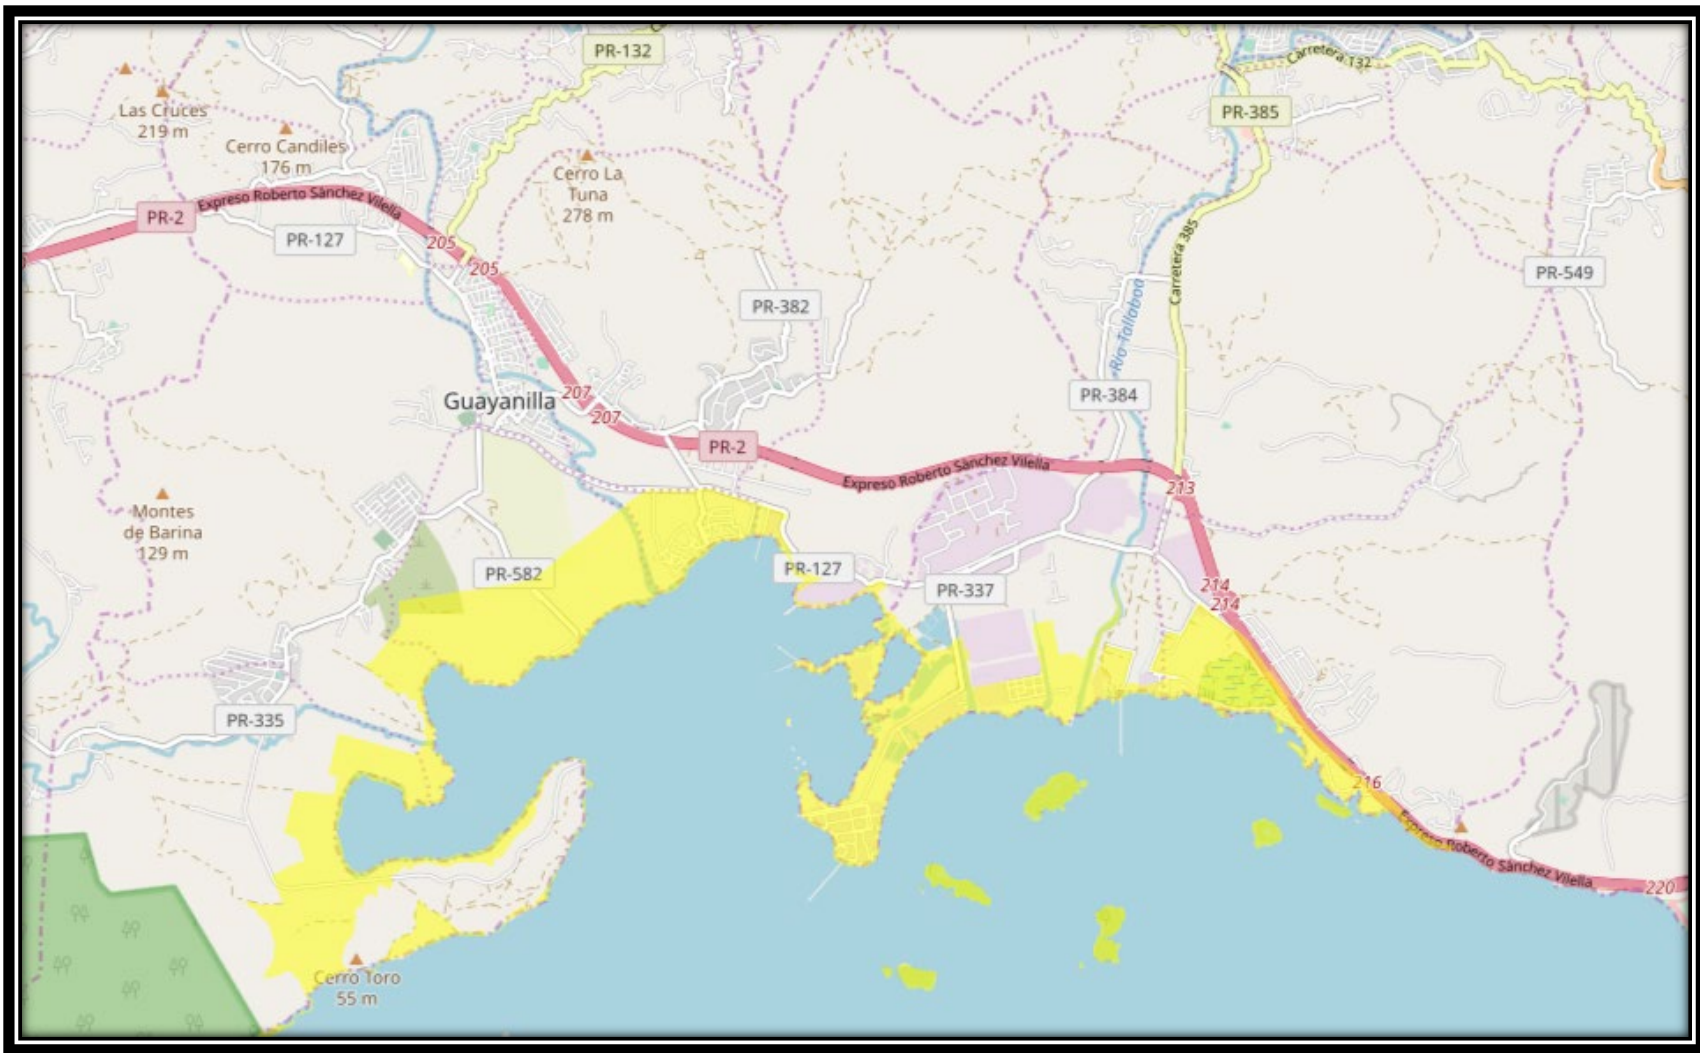 PR-132
Carretera 132
Las Cruces
219 m
PR-385
Cerro Candiles
176 m
Cerro La
Tuna
278 m
Expreso Roberto Sànchez Vilella
PR-2
PR-127
205
205
Carretera 385
PR-549
PR-382
Río Tallaboa
Guayanilla
207
207
PR-384
PR-2
Expreso Roberto Sànchez Vilella
213
Montes
de Barina
129 m
PR-582
PR-127
PR-337
214
214
PR-335
216
Expreso Roberto Sànchez Vilella
220
Cerro Toro
55 m